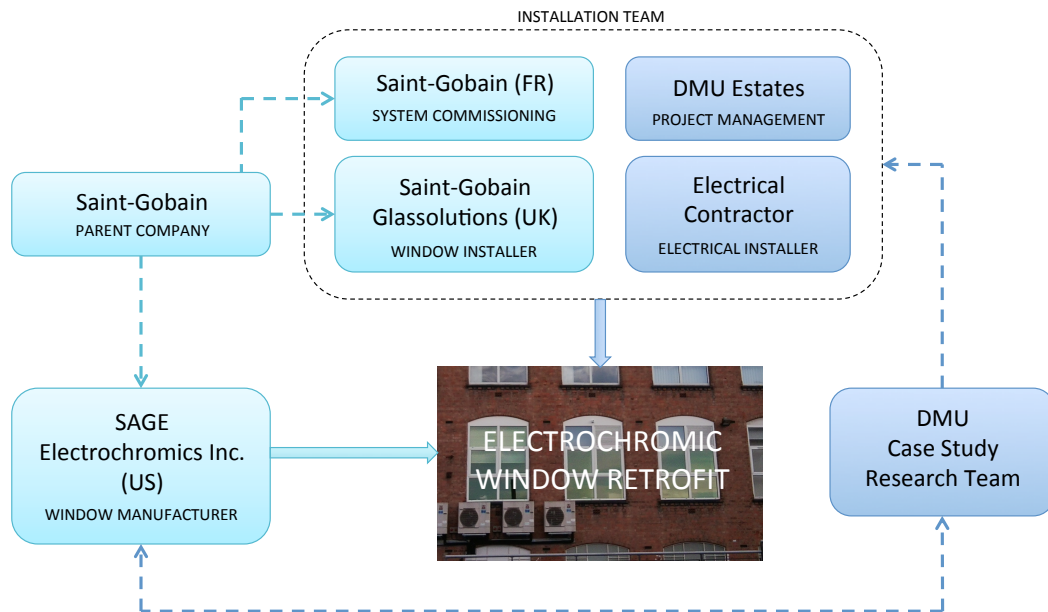 INSTALLATION TEAM
Saint-Gobain (FR)
SYSTEM COMMISSIONING
DMU Estates
PROJECT MANAGEMENT
Saint-Gobain
PARENT COMPANY
Saint-Gobain
Glassolutions (UK)
WINDOW INSTALLER
Electrical
Contractor
ELECTRICAL INSTALLER
SAGE
Electrochromics Inc.
(US)
WINDOW MANUFACTURER
ELECTROCHROMIC
WINDOW RETROFIT
DMU
Case Study
Research Team